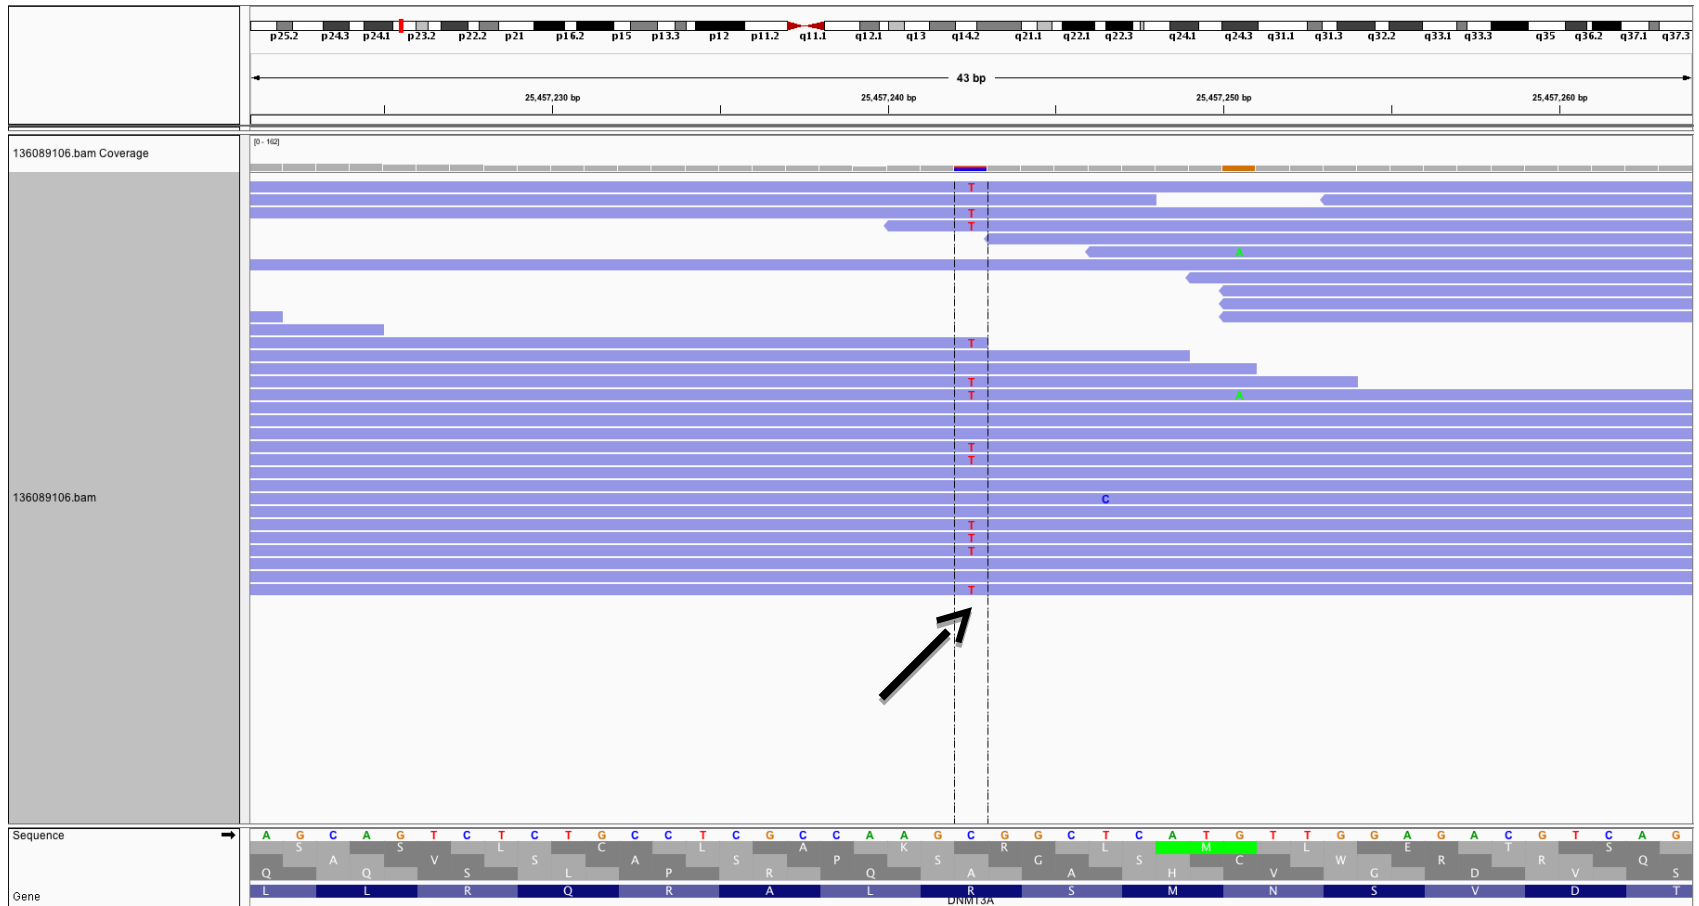 p25.2 p24.3 p24.1 p23.2 p22.2 p21 p16.2 p15 p13.3 p12 p11.2 q11.1 q12.1 q13 q14.2 q21.1 q22.1 q22.3 q24.1 q24.3 q31.1 q31.3 q32.2 q33.1 q33.3 q35 q36.2 q37.1 q37.3
43 bp
25,457,230 bp 25,457,240 bp 25,457,250 bp 25,457,260 bp
[0 - 162]
136089106.bam Coverage
T
T
T
A
T
T
T A
T
T
136089106.bam C
T
T
T
T
Sequence A G C A G T C T C T G C C T C G C C A A G C G G C T C A T G T T G G A G A C G T C A G
S S L C L A K R L M L E T S
A V S A S P S G S C W R R Q
Q Q S L P R Q A A H V G D V S
L L R Q R A L R S M N S V D T
Gene DNMT3A